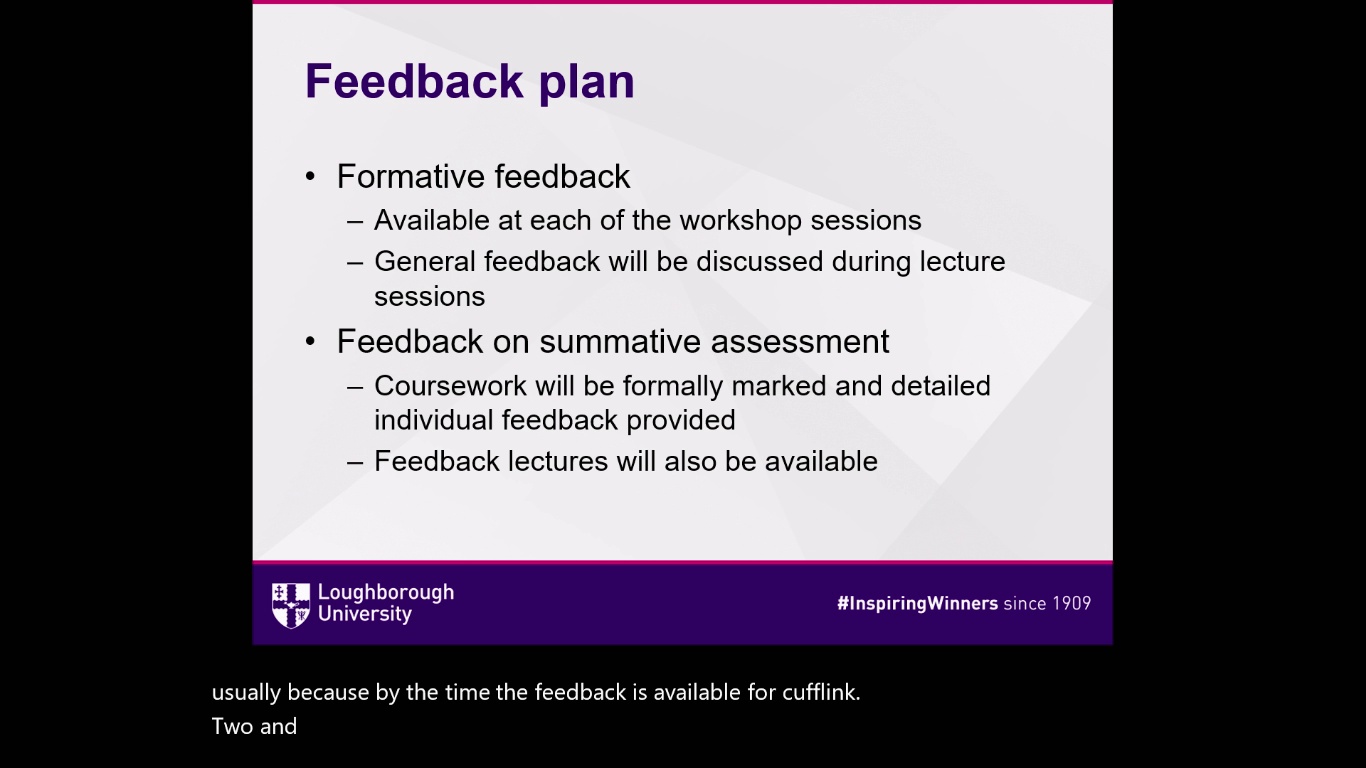 Feedback plan
• Formative feedback
– Available at each of the workshop sessions
– General feedback will be discussed during lecture
sessions
• Feedback on summative assessment
– Coursework will be formally marked and detailed
individual feedback provided
– Feedback lectures will also be available
Loughborough
University
#InspiringWinners since 1909
usually because by the time the feedback is available for cufflink.
Two and